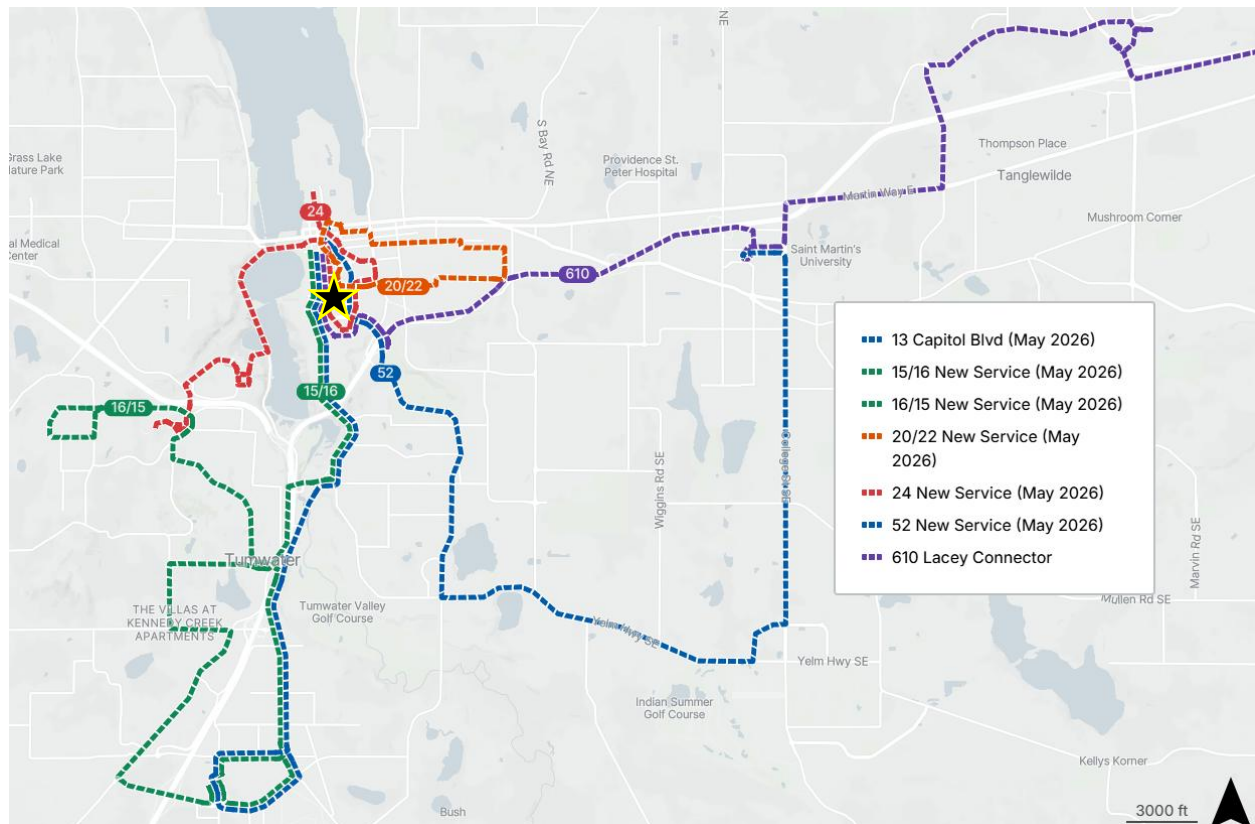 NE
Grass Lake
Nature Park
S Bay Rd NE
Providence St.
Peter Hospital
Thompson Place
Tanglewilde
Martin Way E
Mushroom Corner
24
al Medical
Center
Saint Martin's
University
610
20/22
13 Capitol Blvd (May 2026)
15/16 New Service (May 2026)
16/15 New Service (May 2026)
20/22 New Service (May
2026)
24 New Service (May 2026)
52 New Service (May 2026)
610 Lacey Connector
52
15/16
16/15
College St SE
Wiggins Rd SE
Marvin Rd SE
Tumwater
THE VILLAS AT
KENNEDY CREEK
APARTMENTS
Tumwater Valley
Golf Course
Mullen Rd SE
Yelm Hwy SE
Yelm Hwy SE
Indian Summer
Golf Course
Kellys Korner
Bush
3000 ft